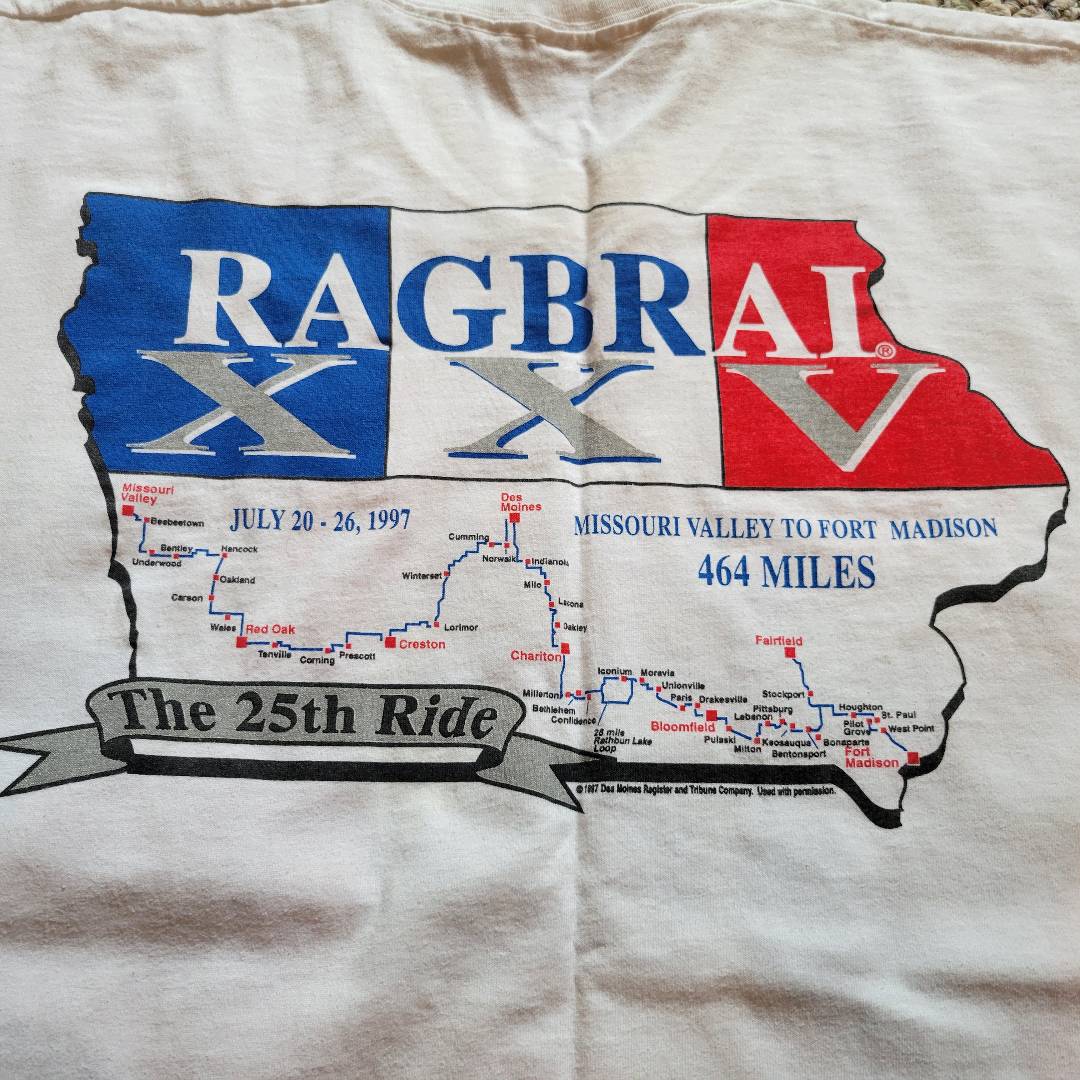 RAGBRAI®
XXV
JULY 20 - 26, 1997
MISSOURI VALLEY TO FORT MADISON
464 MILES
Missouri
Valley
Beebeetown
Bentley
Underwood
Hancock
Oakland
Carson
Wales
Red Oak
Tenville
Corning
Prescott
Creston
Lorimor
Winterset
Cumming
Des
Moines
Norwalk
Indianola
Milo
Lacona
Oakley
Chariton
Millerton
Bethlehem
Confidence
Iconium
28 mile
Rathbun Lake
Loop
Moravia
Unionville
Paris
Drakesville
Bloomfield
Pulaski
Milton
Lebanon
Pittsburg
Keosauqua
Bentonsport
Bonaparte
Stockport
Fairfield
Houghton
Pilot
Grove
St. Paul
West Point
Fort
Madison
The 25th Ride
©1997 Des Moines Register and Tribune Company. Used with permission.